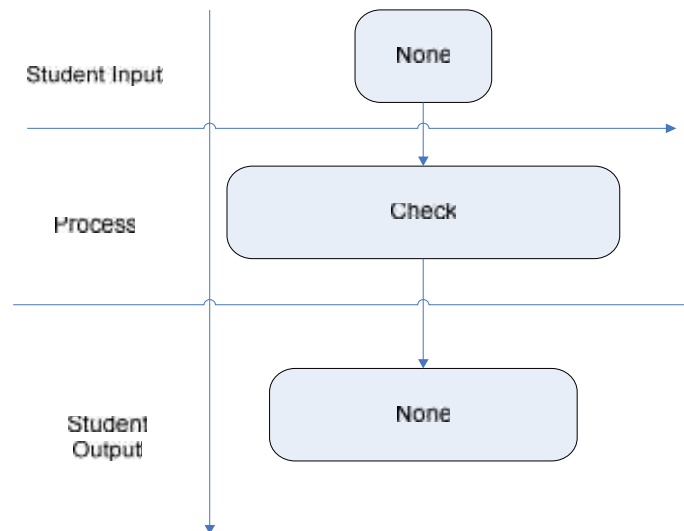 None
Student Input
Check
Process
None
Student
Output